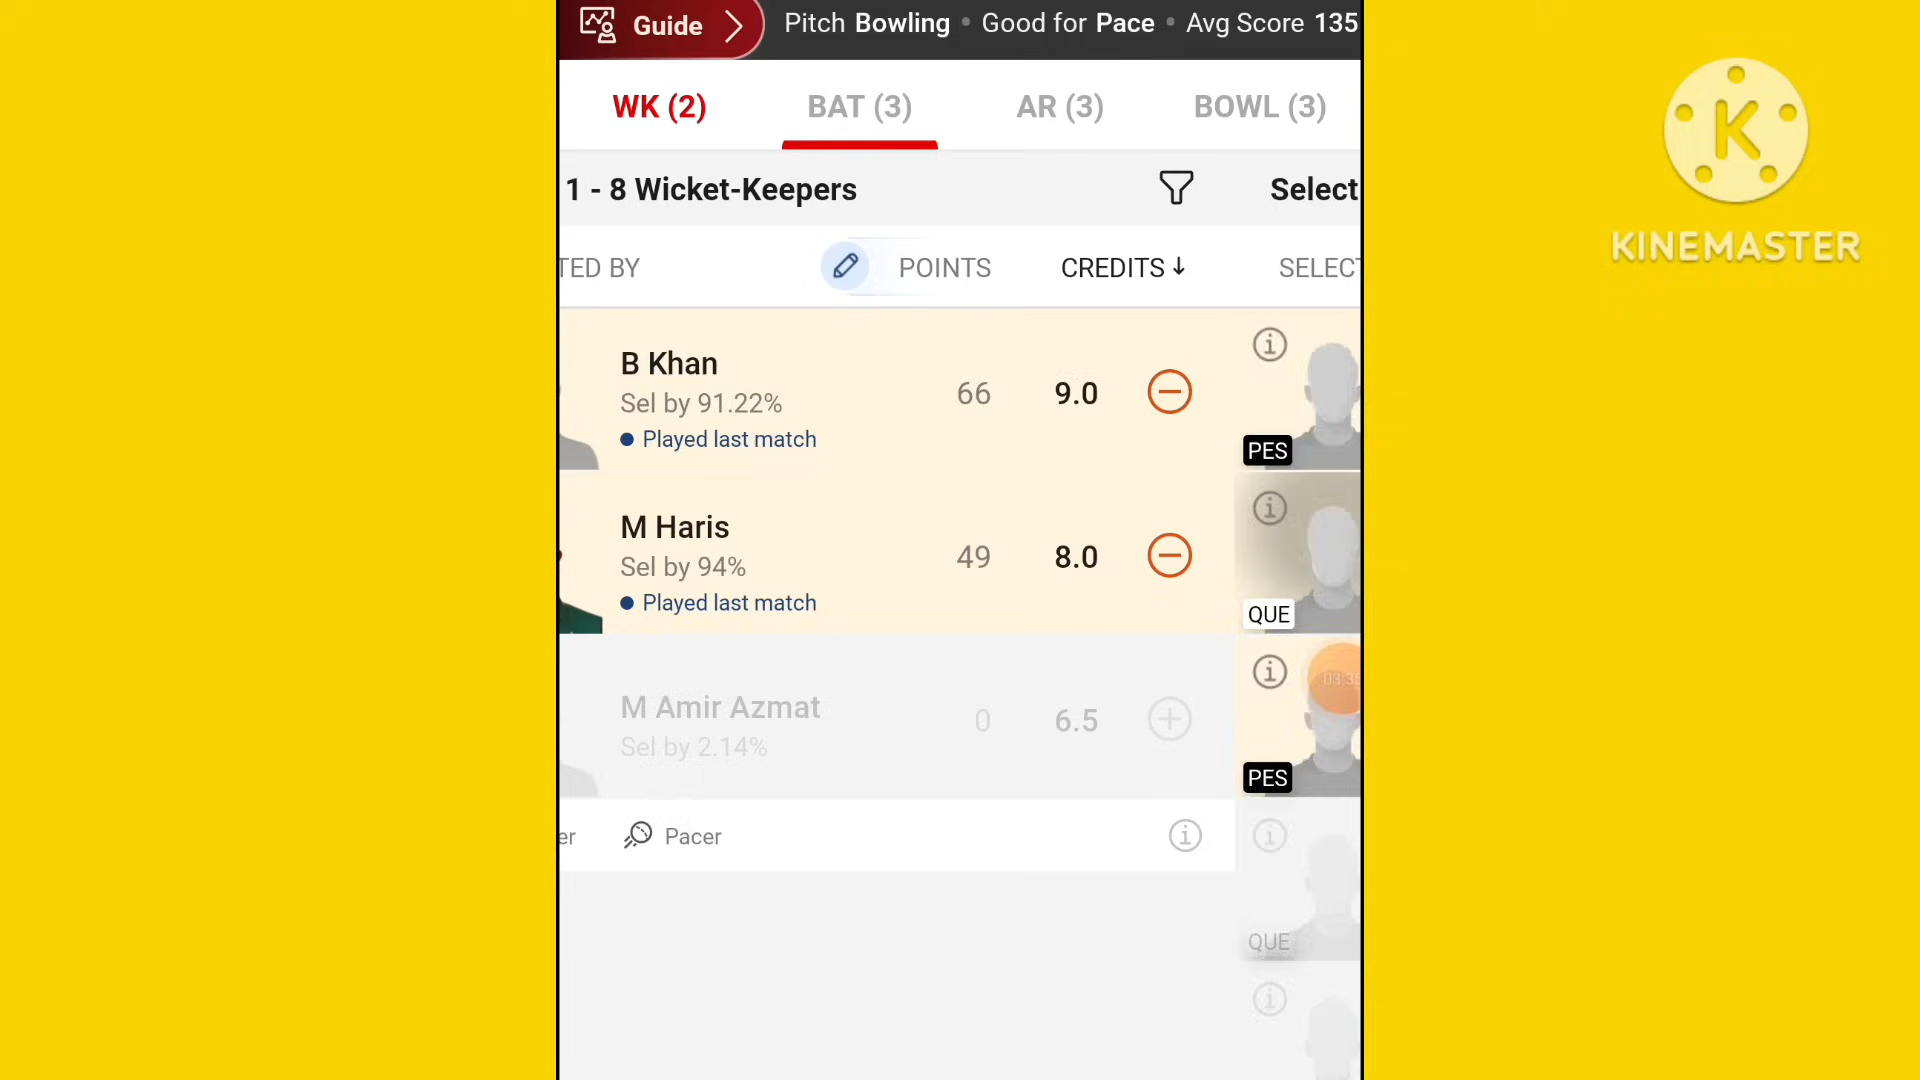 Guide
Pitch Bowling • Good for Pace • Avg Score 135
WK (2) BAT (3) AR (3) BOWL (3)
1 - 8 Wicket-Keepers Select
TED BY POINTS CREDITS ↓ SELECT
B Khan
Sel by 91.22%
Played last match
66 9.0
PES
M Haris
Sel by 94%
Played last match
49 8.0
QUE
M Amir Azmat
Sel by 2.14%
0 6.5
03:35
PES
er Pacer
QUE
K
KINEMASTER